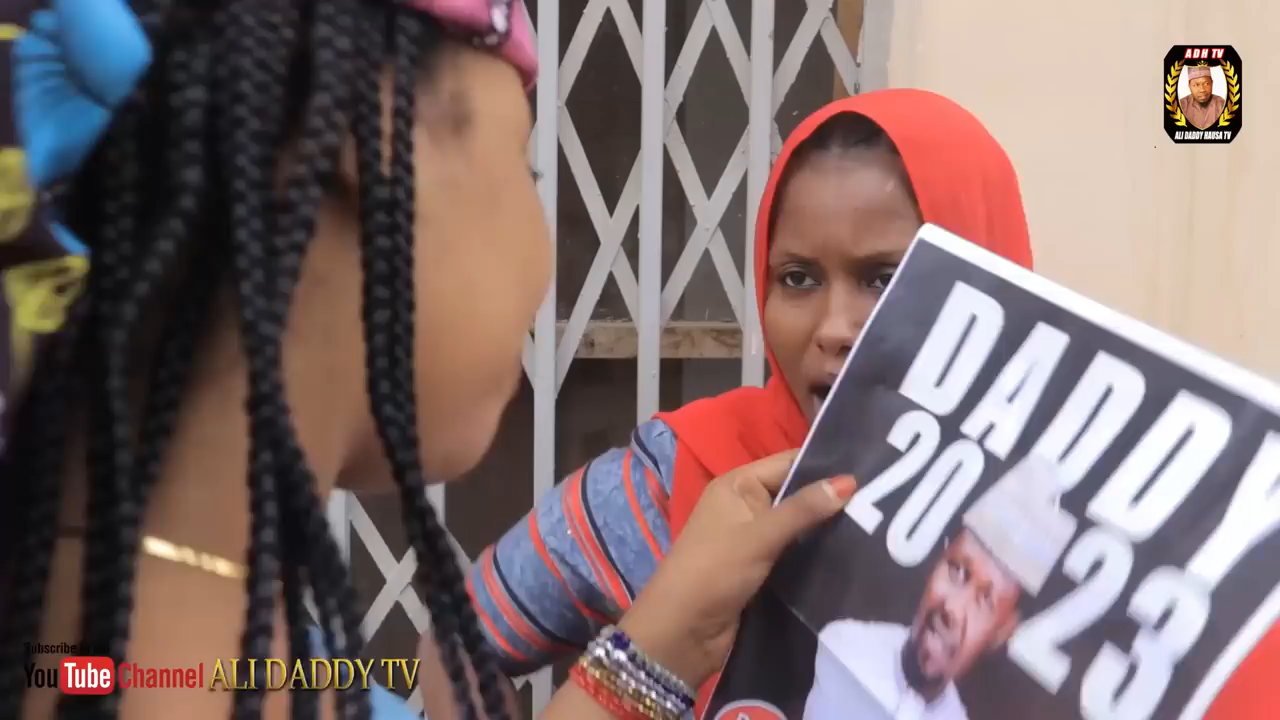 ADH TV
ALI DADDY HAUSA TV
DADDY
2023
Subscribe
YouTube Channel ALI DADDY TV